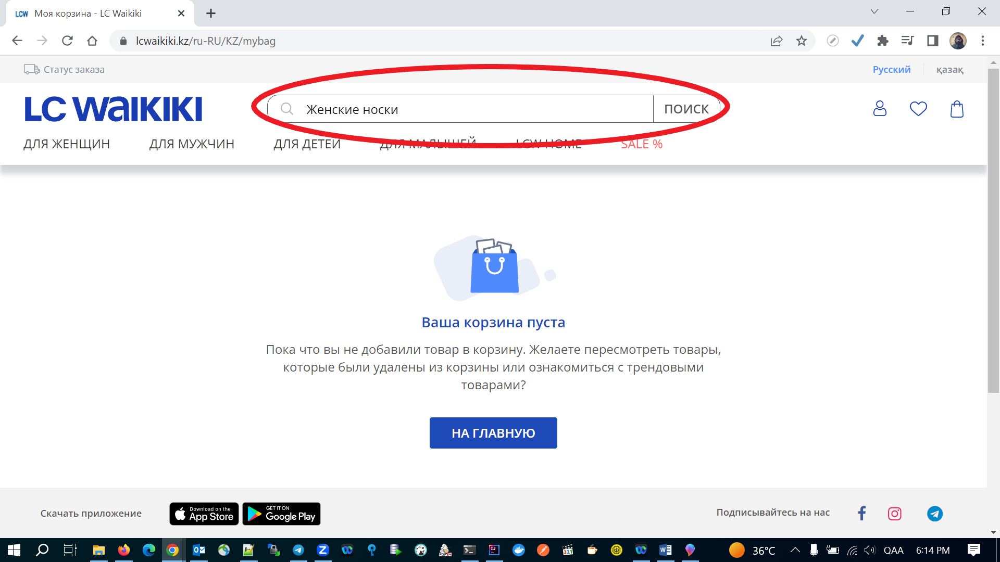 LCW Моя корзина - LC Waikiki
lcwaikiki.kz/ru-RU/KZ/mybag
Статус заказа
Русский
қазақ
LC WAIKIKI
Женские носки
ПОИСК
ДЛЯ ЖЕНЩИН
ДЛЯ МУЖЧИН
ДЛЯ ДЕТЕЙ
ДЛЯ МАЛЫШЕЙ
LCW HOME
SALE %
Ваша корзина пуста
Пока что вы не добавили товар в корзину. Желаете пересмотреть товары,
которые были удалены из корзины или ознакомиться с трендовыми
товарами?
НА ГЛАВНУЮ
Скачать приложение
Download on the
App Store
GET IT ON
Google Play
Подписывайтесь на нас
36°C
QAA
6:14 PM